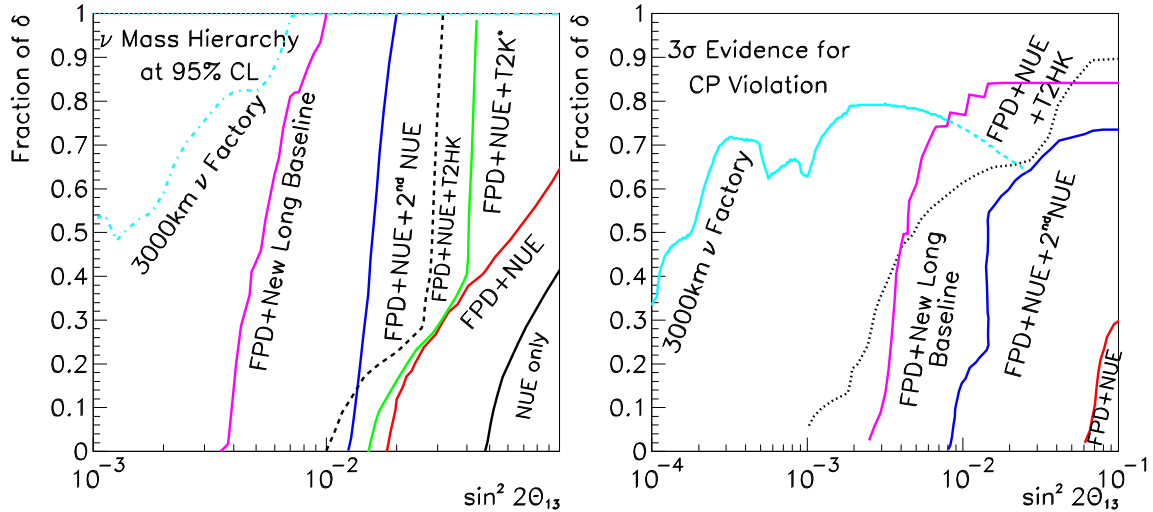 Fraction of δ
1
0.9
0.8
0.7
0.6
0.5
0.4
0.3
0.2
0.1
0
ν Mass Hierarchy
at 95% CL
3000km ν Factory
FPD+New Long Baseline
FPD+NUE+2nd NUE
FPD+NUE+T2HK
FPD+NUE+T2K*
FPD+NUE
NUE only
10⁻³
10⁻²
sin² 2Θ₁₃
Fraction of δ
1
0.9
0.8
0.7
0.6
0.5
0.4
0.3
0.2
0.1
0
3σ Evidence for
CP Violation
3000km ν Factory
FPD+New Long
Baseline
FPD+NUE
+T2HK
FPD+NUE+2ndNUE
FPD+NUE
10⁻⁴
10⁻³
10⁻²
10⁻¹
sin² 2Θ₁₃